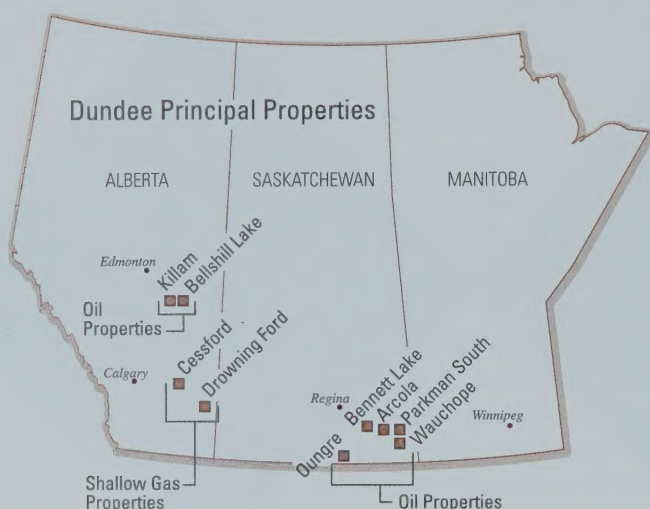 Dundee Principal Properties
ALBERTA
SASKATCHEWAN
MANITOBA
Edmonton
Killam
Bellshill Lake
Oil
Properties
Calgary
Cessford
Drowning Ford
Shallow Gas
Properties
Regina
Oungre
Bennett Lake
Arcola
Parkman South
Wauchope
Winnipeg
Oil Properties